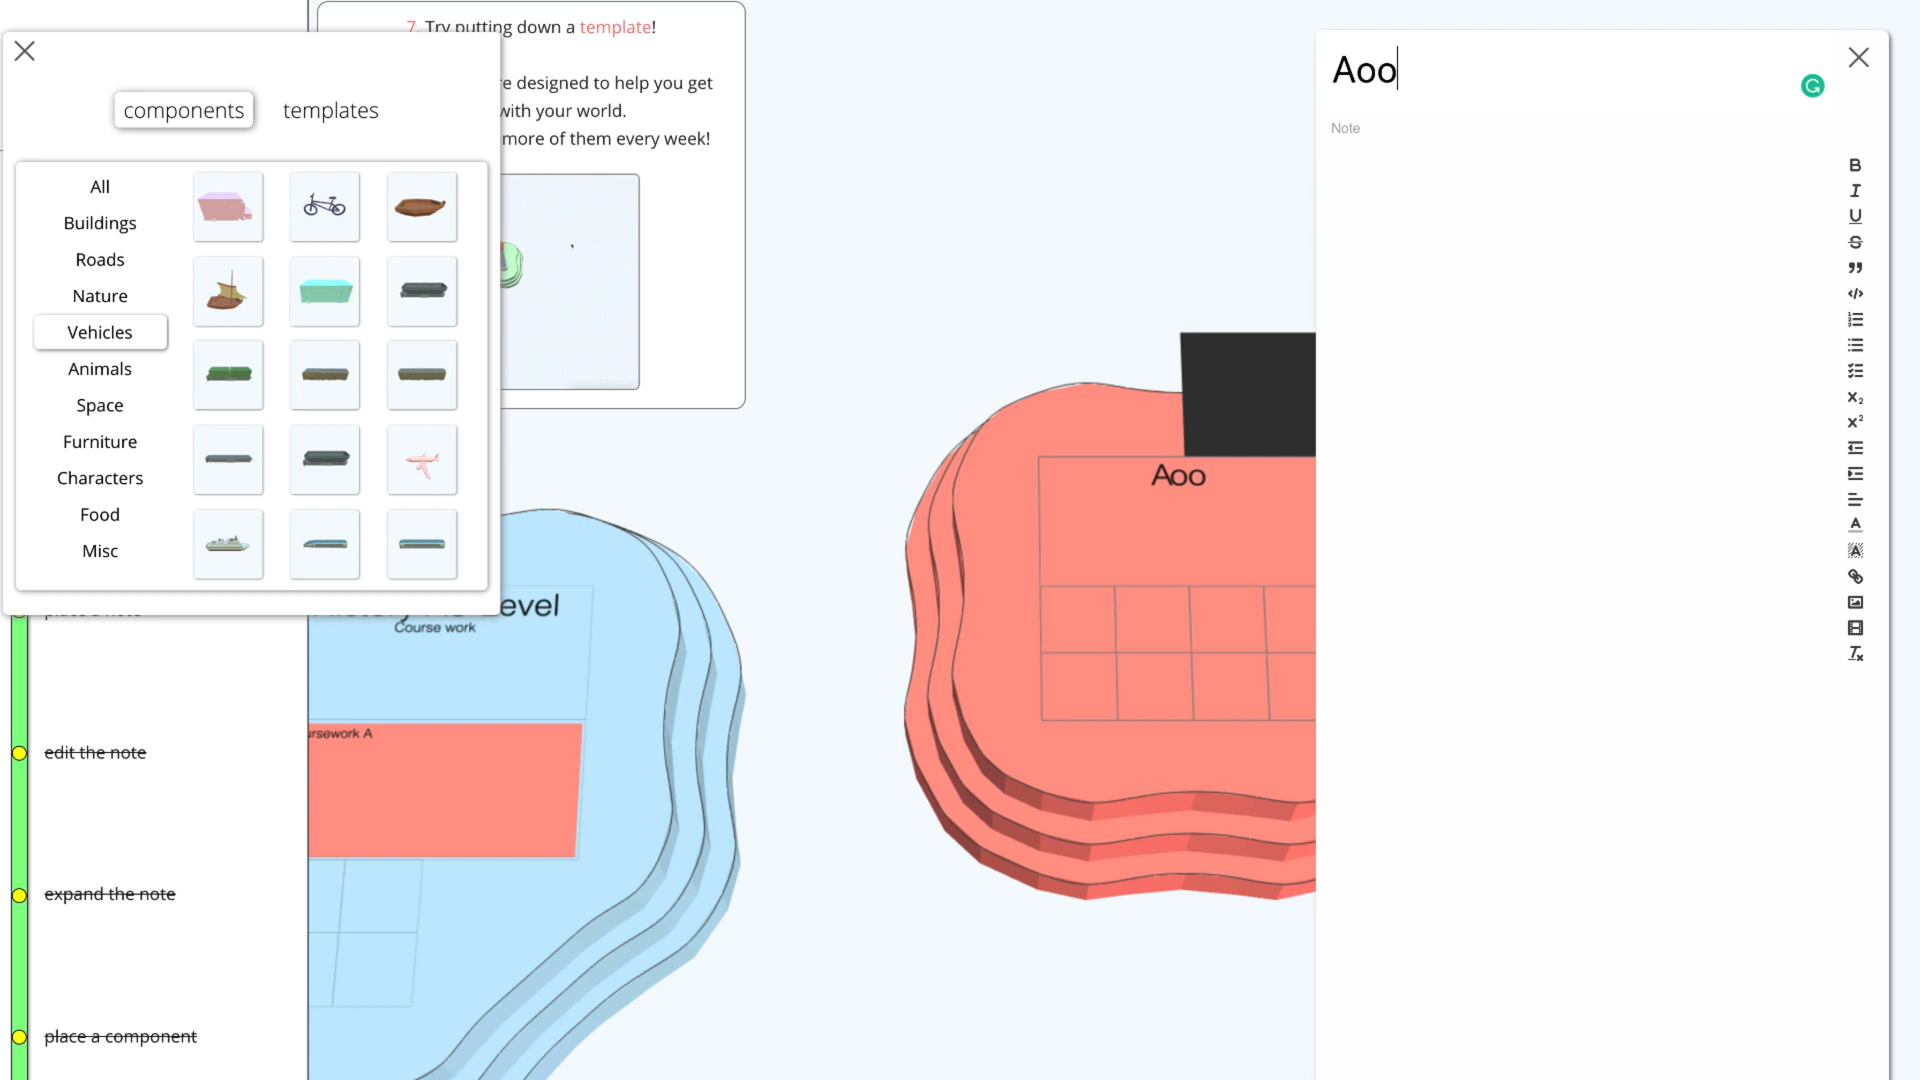 7. Try putting down a template!
re designed to help you get
with your world.
more of them every week!
components
templates
All
Buildings
Roads
Nature
Vehicles
Animals
Space
Furniture
Characters
Food
Misc
edit the note
expand the note
place a component
evel
Course work
ursework A
Aoo
Aoo
Note